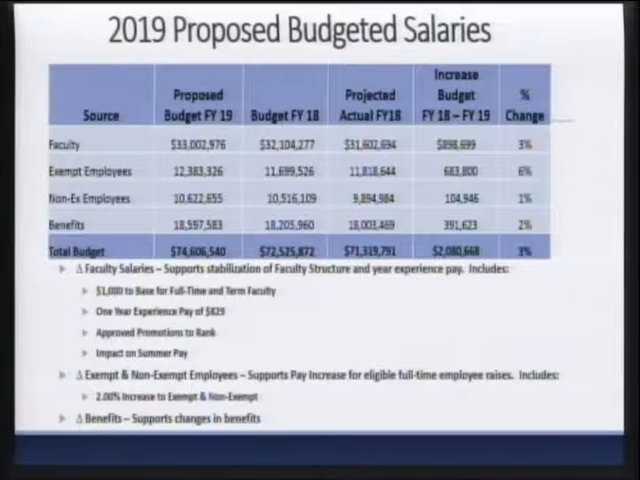 2019 Proposed Budgeted Salaries
Source Proposed Budget FY 19 Budget FY 18 Projected Actual FY18 Increase Budget FY 18 – FY 19 % Change
Faculty $33,002,976 $32,104,277 $31,602,694 $898,699 3%
Exempt Employees 12,383,326 11,699,526 11,818,644 683,800 6%
Non-Ex Employees 10,622,655 10,516,109 9,894,984 1%
Benefits 18,597,583 18,205,960 18,003,469 391,623 2%
Total Budget $74,606,540 $72,525,872 $71,319,791 $2,080,668 3%
Δ Faculty Salaries – Supports stabilization of Faculty Structure and year experience pay. Includes:
$1,000 to Base for Full-Time and Term Faculty
One Year Experience Pay of $829
Approved Promotions to Rank
Impact on Summer Pay
Δ Exempt & Non-Exempt Employees – Supports Pay Increase for eligible full-time employee raises. Includes:
2.00% Increase to Exempt & Non-Exempt
Δ Benefits – Supports changes in benefits